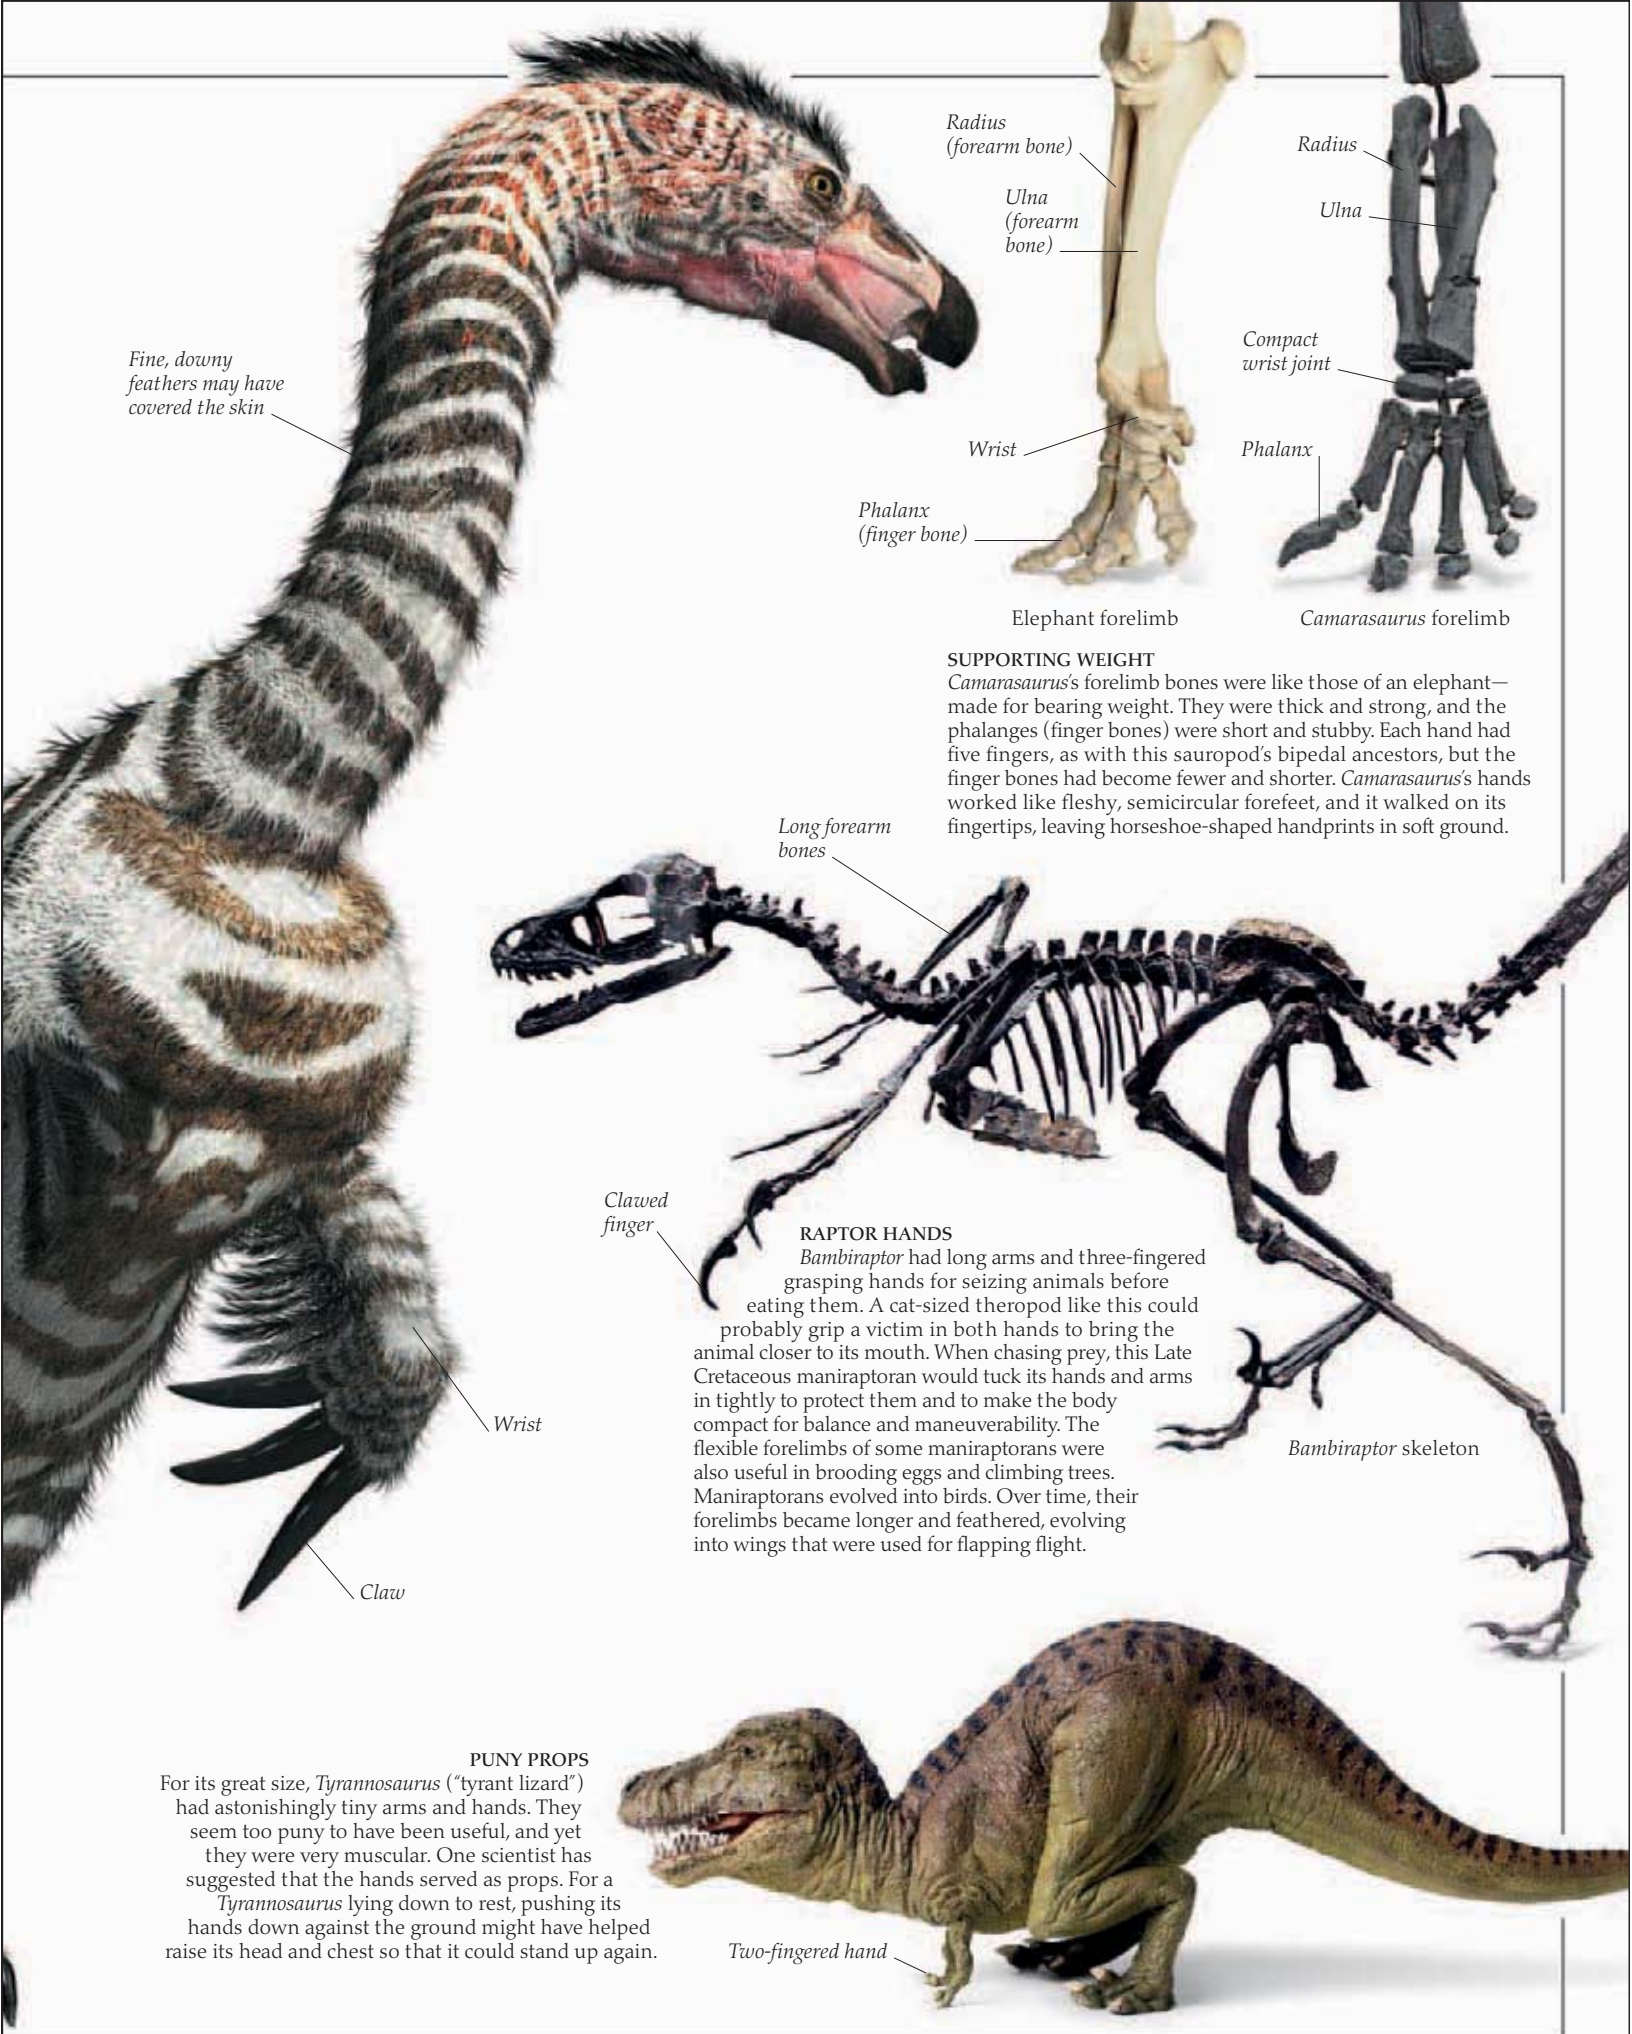 Radius
(forearm bone)
Ulna
(forearm
bone)
Radius
Ulna
Fine, downy
feathers may have
covered the skin
Compact
wrist joint
Wrist
Phalanx
Phalanx
(finger bone)
Elephant forelimb
Camarasaurus forelimb
SUPPORTING WEIGHT
Camarasaurus's forelimb bones were like those of an elephant—
made for bearing weight. They were thick and strong, and the
phalanges (finger bones) were short and stubby. Each hand had
five fingers, as with this sauropod's bipedal ancestors, but the
finger bones had become fewer and shorter. Camarasaurus's hands
worked like fleshy, semicircular forefeet, and it walked on its
fingertips, leaving horseshoe-shaped handprints in soft ground.
Long forearm
bones
Clawed
finger
RAPTOR HANDS
Bambiraptor had long arms and three-fingered
grasping hands for seizing animals before
eating them. A cat-sized theropod like this could
probably grip a victim in both hands to bring the
animal closer to its mouth. When chasing prey, this Late
Cretaceous maniraptoran would tuck its hands and arms
in tightly to protect them and to make the body
compact for balance and maneuverability. The
flexible forelimbs of some maniraptorans were
also useful in brooding eggs and climbing trees.
Maniraptorans evolved into birds. Over time, their
forelimbs became longer and feathered, evolving
into wings that were used for flapping flight.
Wrist
Bambiraptor skeleton
Claw
PUNY PROPS
For its great size, Tyrannosaurus ("tyrant lizard")
had astonishingly tiny arms and hands. They
seem too puny to have been useful, and yet
they were very muscular. One scientist has
suggested that the hands served as props. For a
Tyrannosaurus lying down to rest, pushing its
hands down against the ground might have helped
raise its head and chest so that it could stand up again.
Two-fingered hand